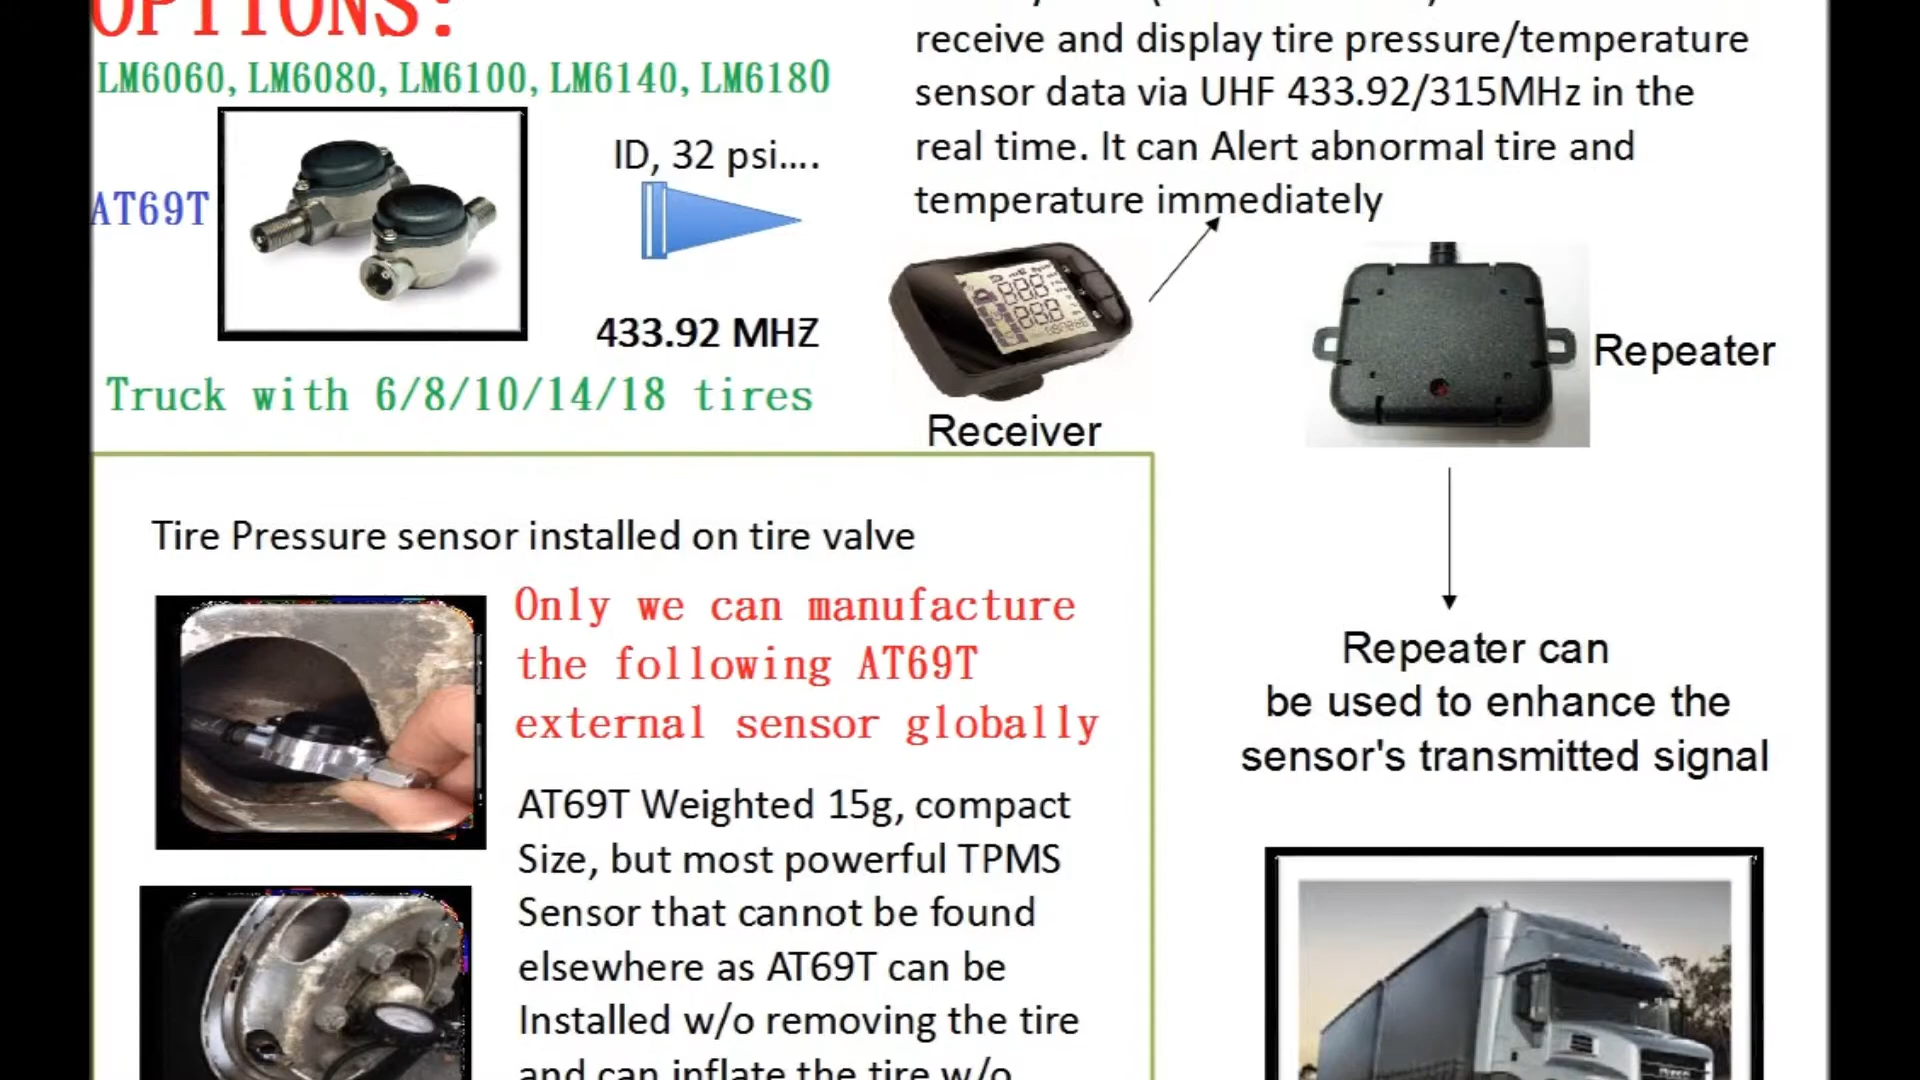 OPTIONS:
LM6060, LM6080, LM6100, LM6140, LM6180
AT69T
ID, 32 psi....
433.92 MHZ
Truck with 6/8/10/14/18 tires
receive and display tire pressure/temperature
sensor data via UHF 433.92/315MHz in the
real time. It can Alert abnormal tire and
temperature immediately
Receiver
Repeater
Repeater can
be used to enhance the
sensor's transmitted signal
Tire Pressure sensor installed on tire valve
Only we can manufacture
the following AT69T
external sensor globally
AT69T Weighted 15g, compact
Size, but most powerful TPMS
Sensor that cannot be found
elsewhere as AT69T can be
Installed w/o removing the tire
and can inflate the tire w/o